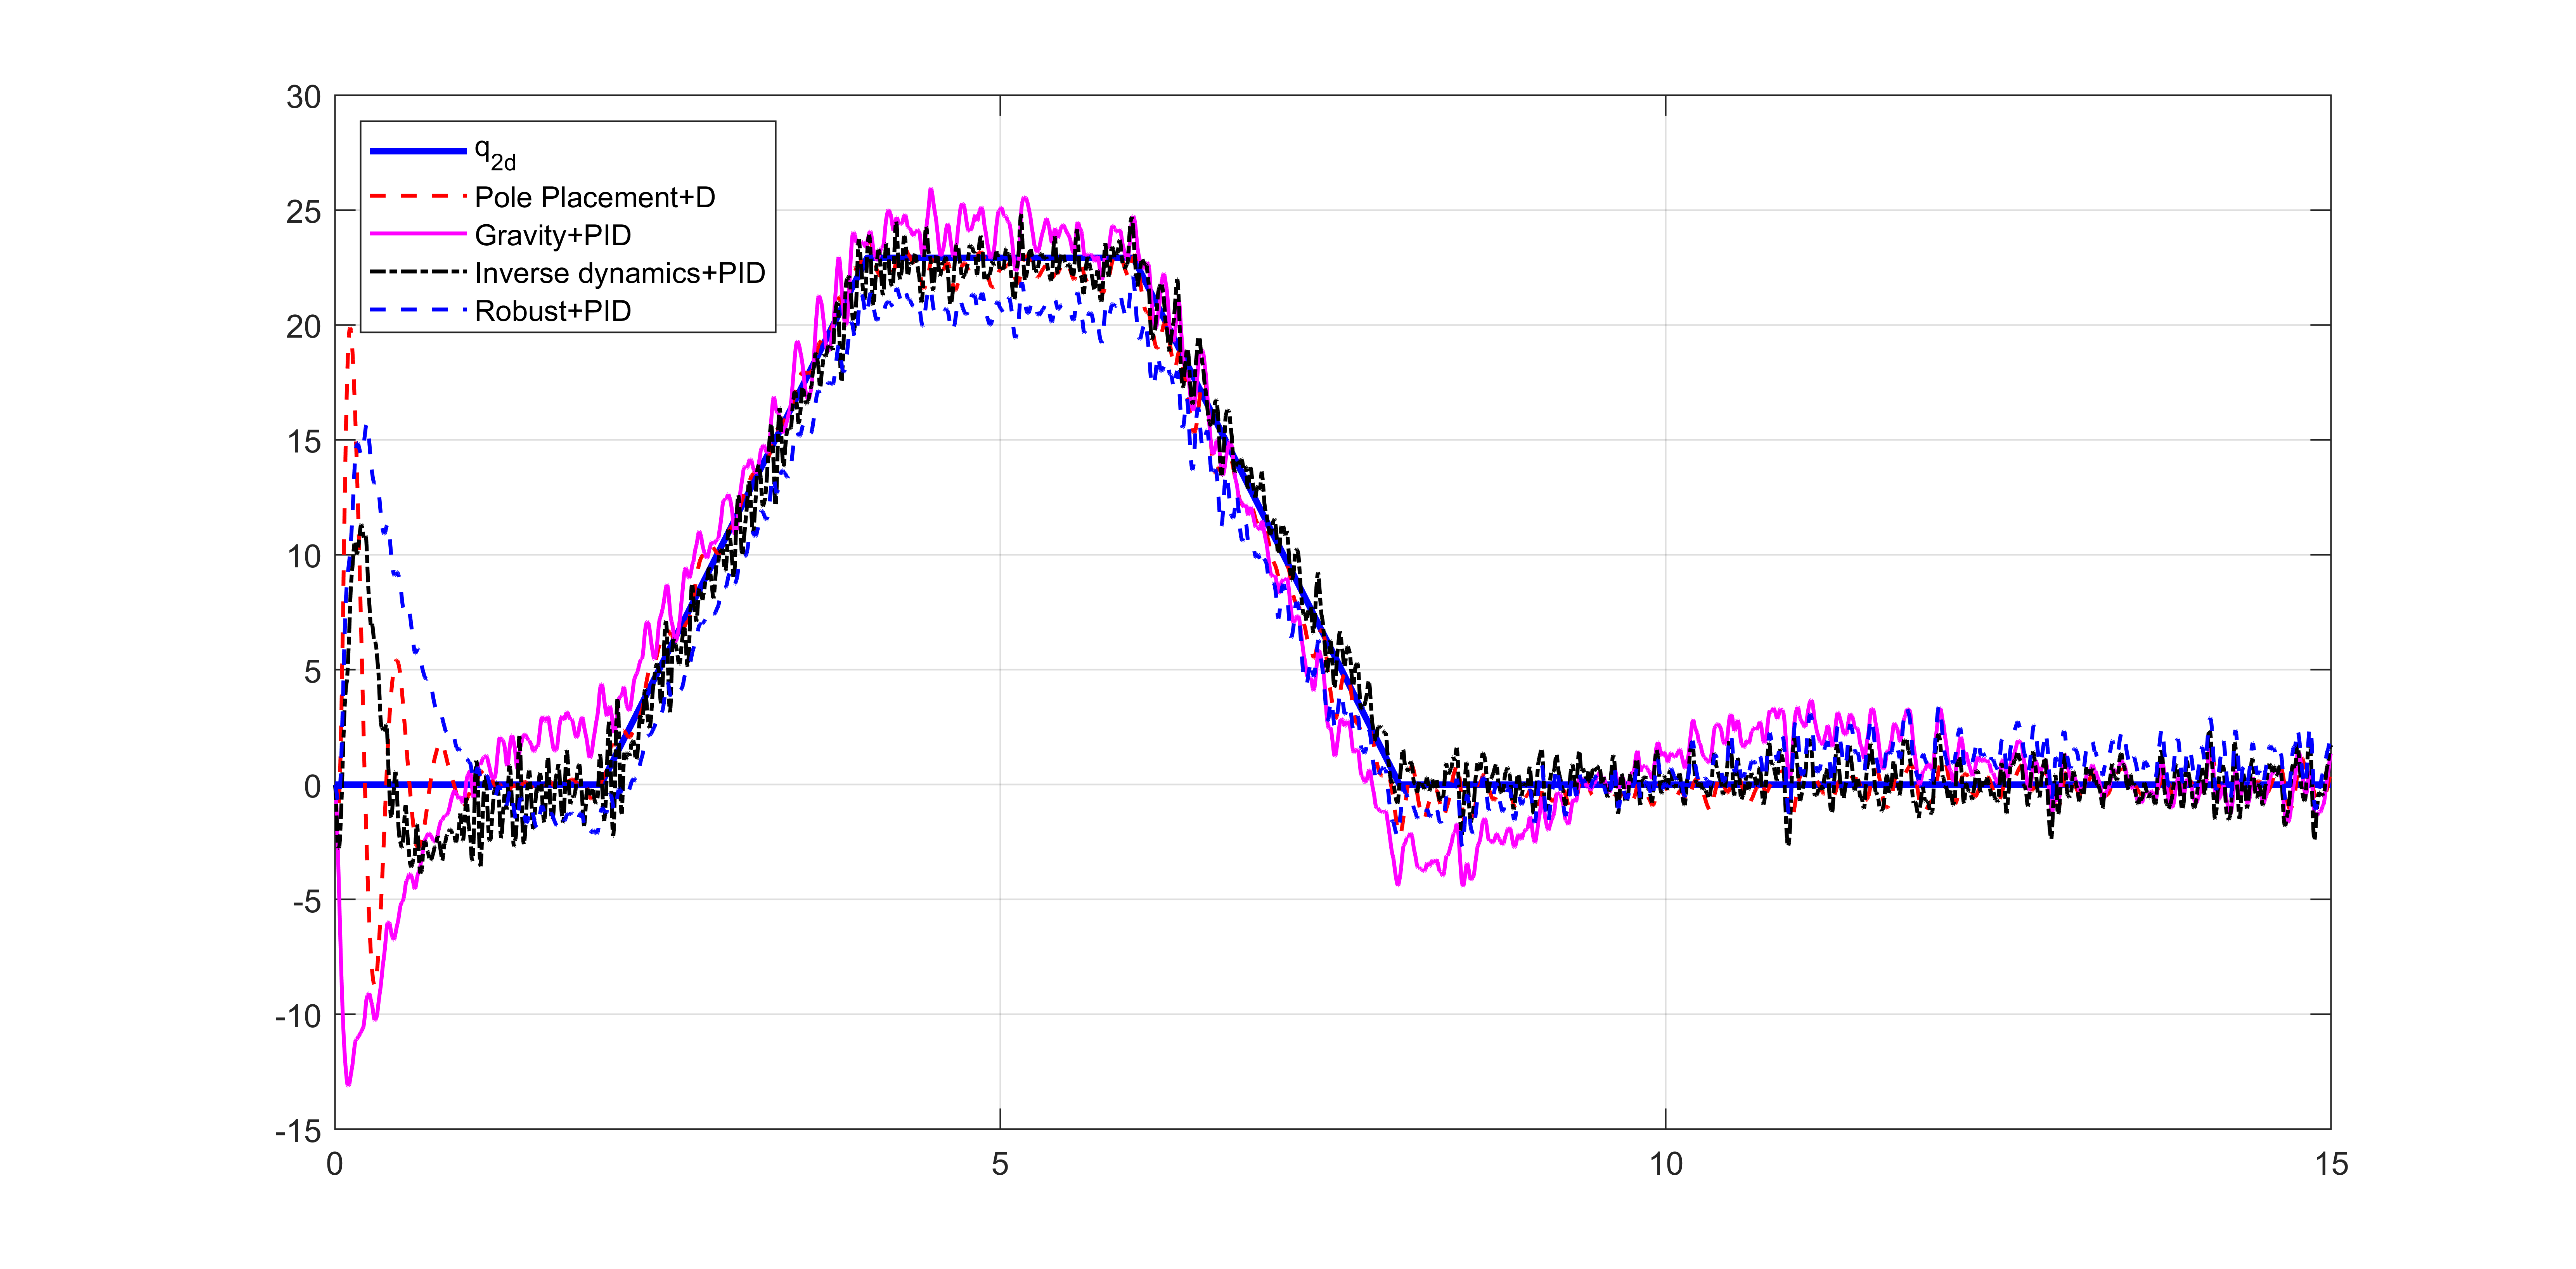 30
q2d
Pole Placement+D
Gravity+PID
Inverse dynamics+PID
Robust+PID
25
20
15
10
5
0
-5
-10
-15
0 5 10 15